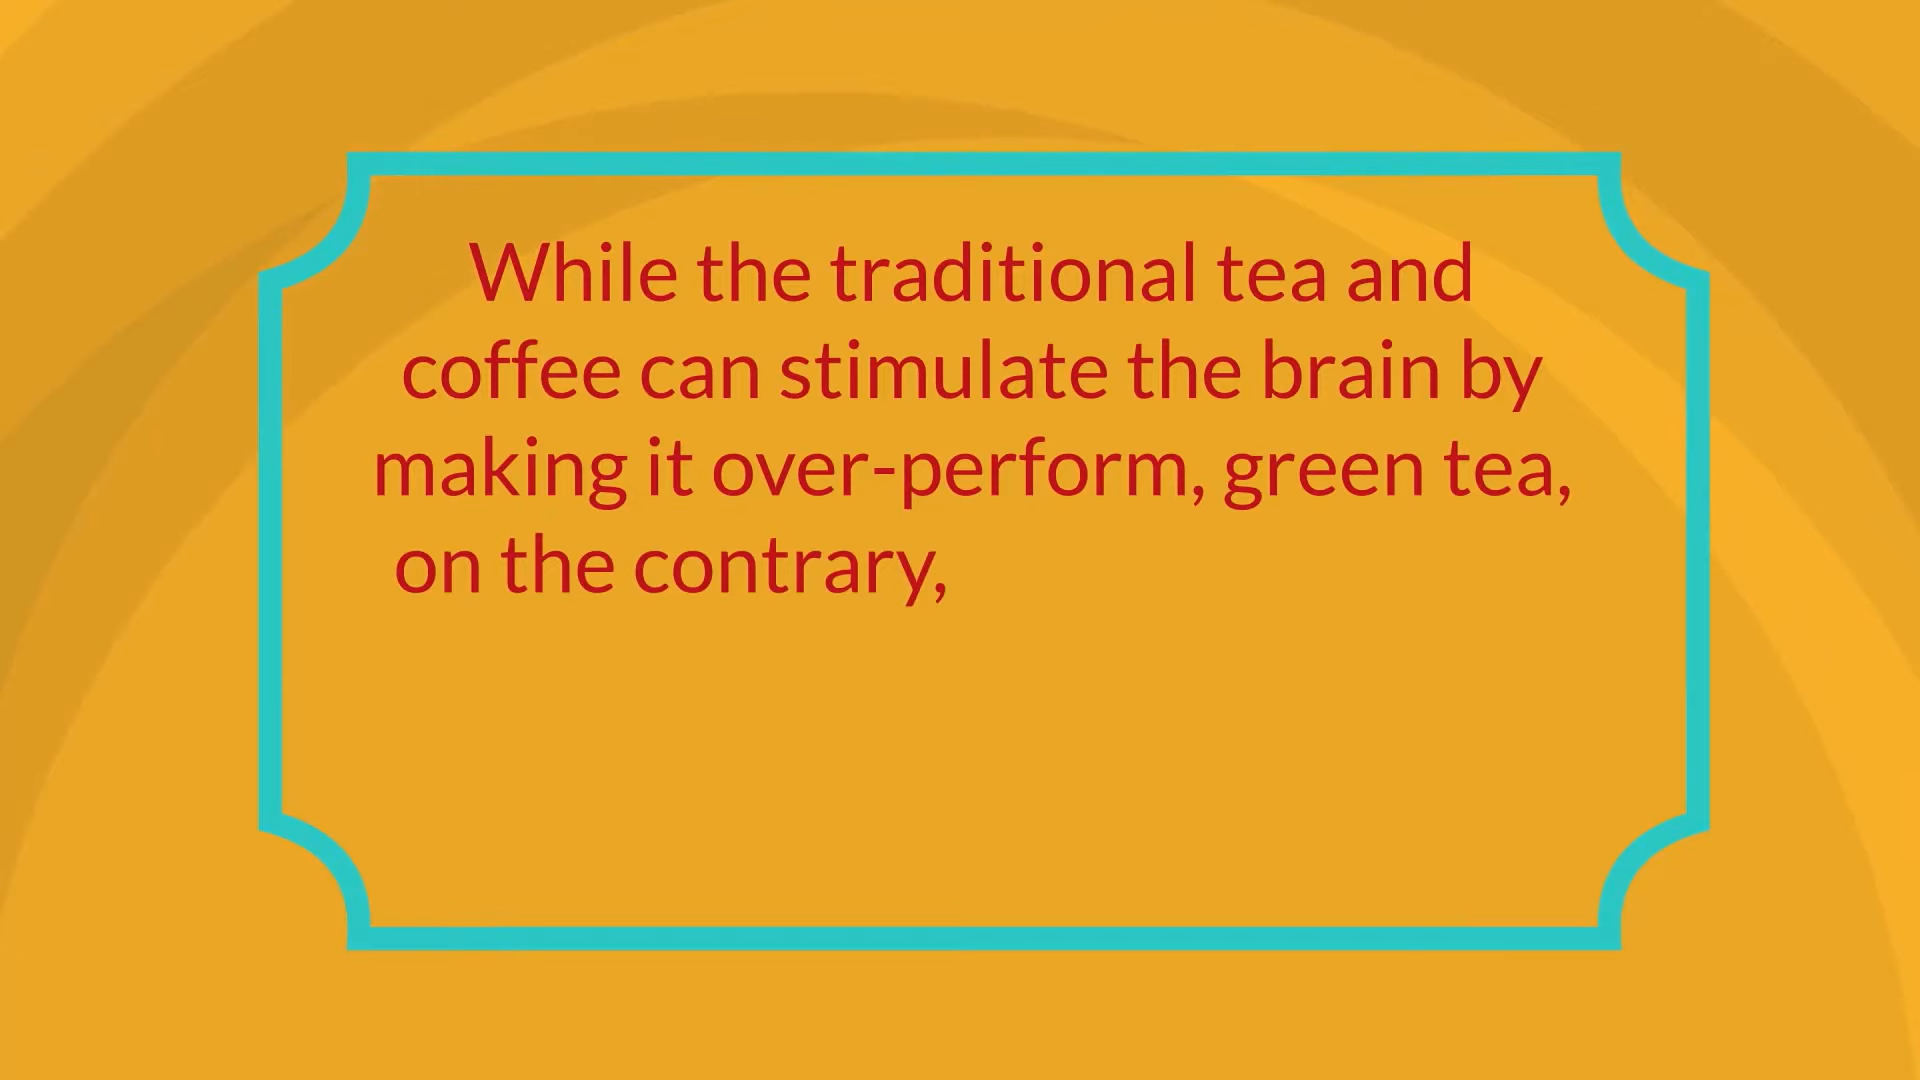 While the traditional tea and
coffee can stimulate the brain by
making it over-perform, green tea,
on the contrary,